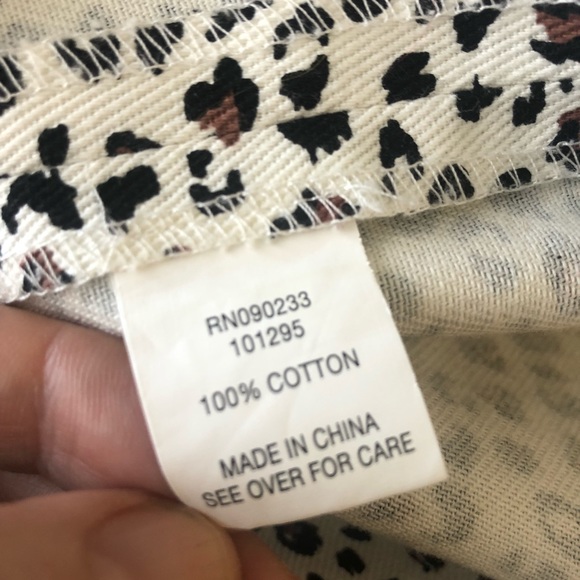 RN090233
101295
100% COTTON
MADE IN CHINA
SEE OVER FOR CARE